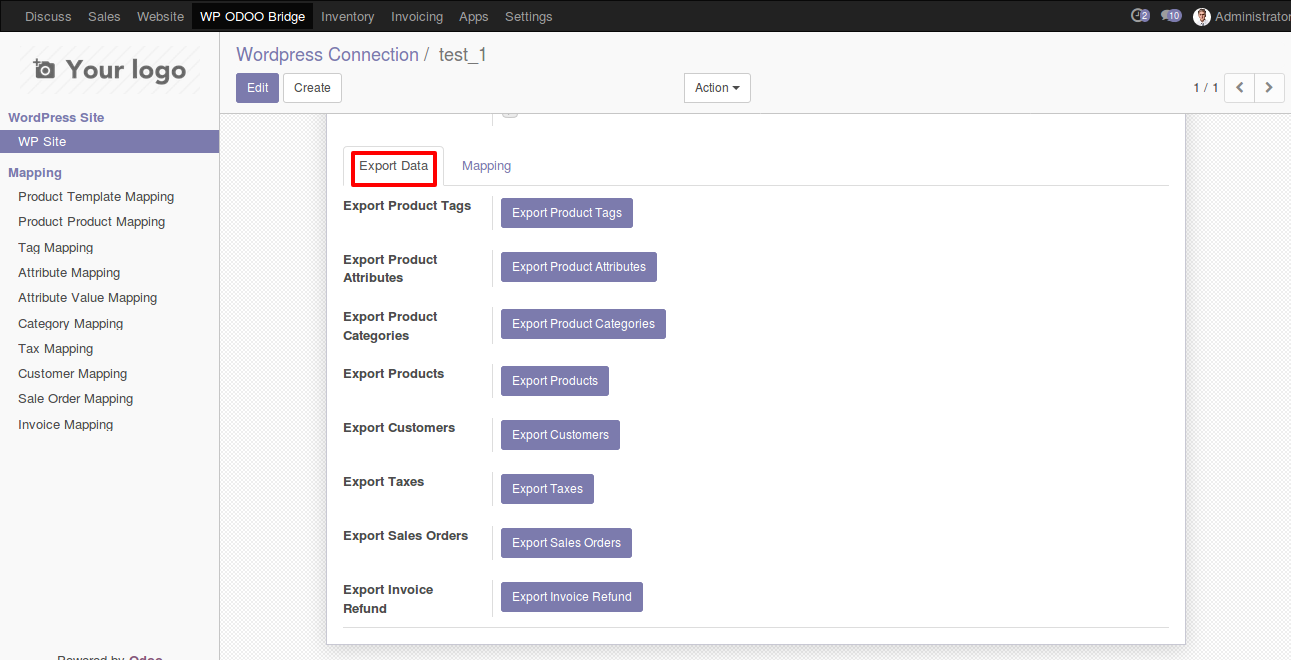 Discuss Sales Website WP ODOO Bridge Inventory Invoicing Apps Settings 2 10 Administrator
Your logo
Wordpress Connection / test_1
Edit Create Action 1 / 1
WordPress Site
WP Site
Mapping
Product Template Mapping
Product Product Mapping
Tag Mapping
Attribute Mapping
Attribute Value Mapping
Category Mapping
Tax Mapping
Customer Mapping
Sale Order Mapping
Invoice Mapping
Powered by Odoo
Export Data Mapping
Export Product Tags Export Product Tags
Export Product
Attributes
Export Product Attributes
Export Product
Categories
Export Product Categories
Export Products Export Products
Export Customers Export Customers
Export Taxes Export Taxes
Export Sales Orders Export Sales Orders
Export Invoice
Refund
Export Invoice Refund